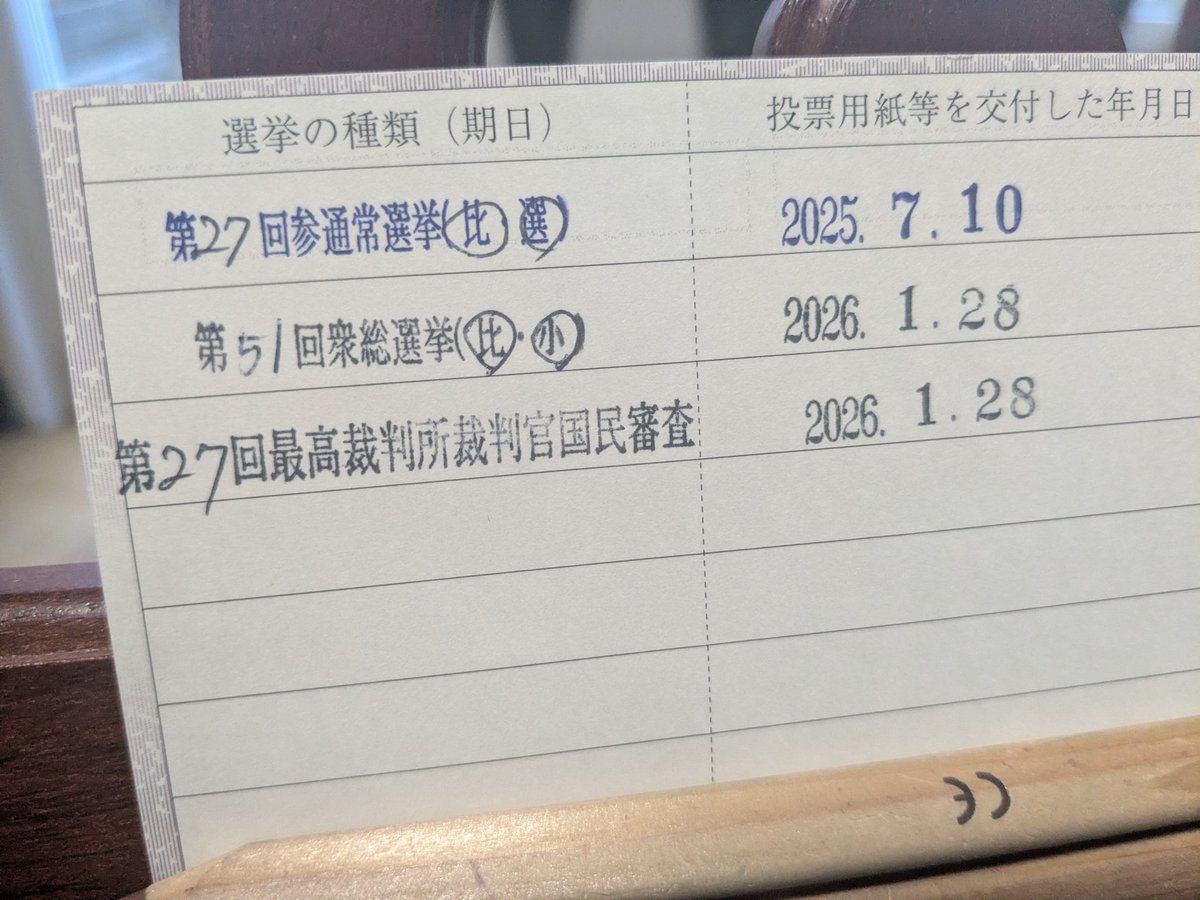 選挙の種類（期日） 投票用紙等を交付した年月日
第27回参通常選挙(比 選) 2025. 7. 10
第51回衆総選挙(比・小) 2026. 1. 28
第27回最高裁判所裁判官国民審査 2026. 1. 28
CE